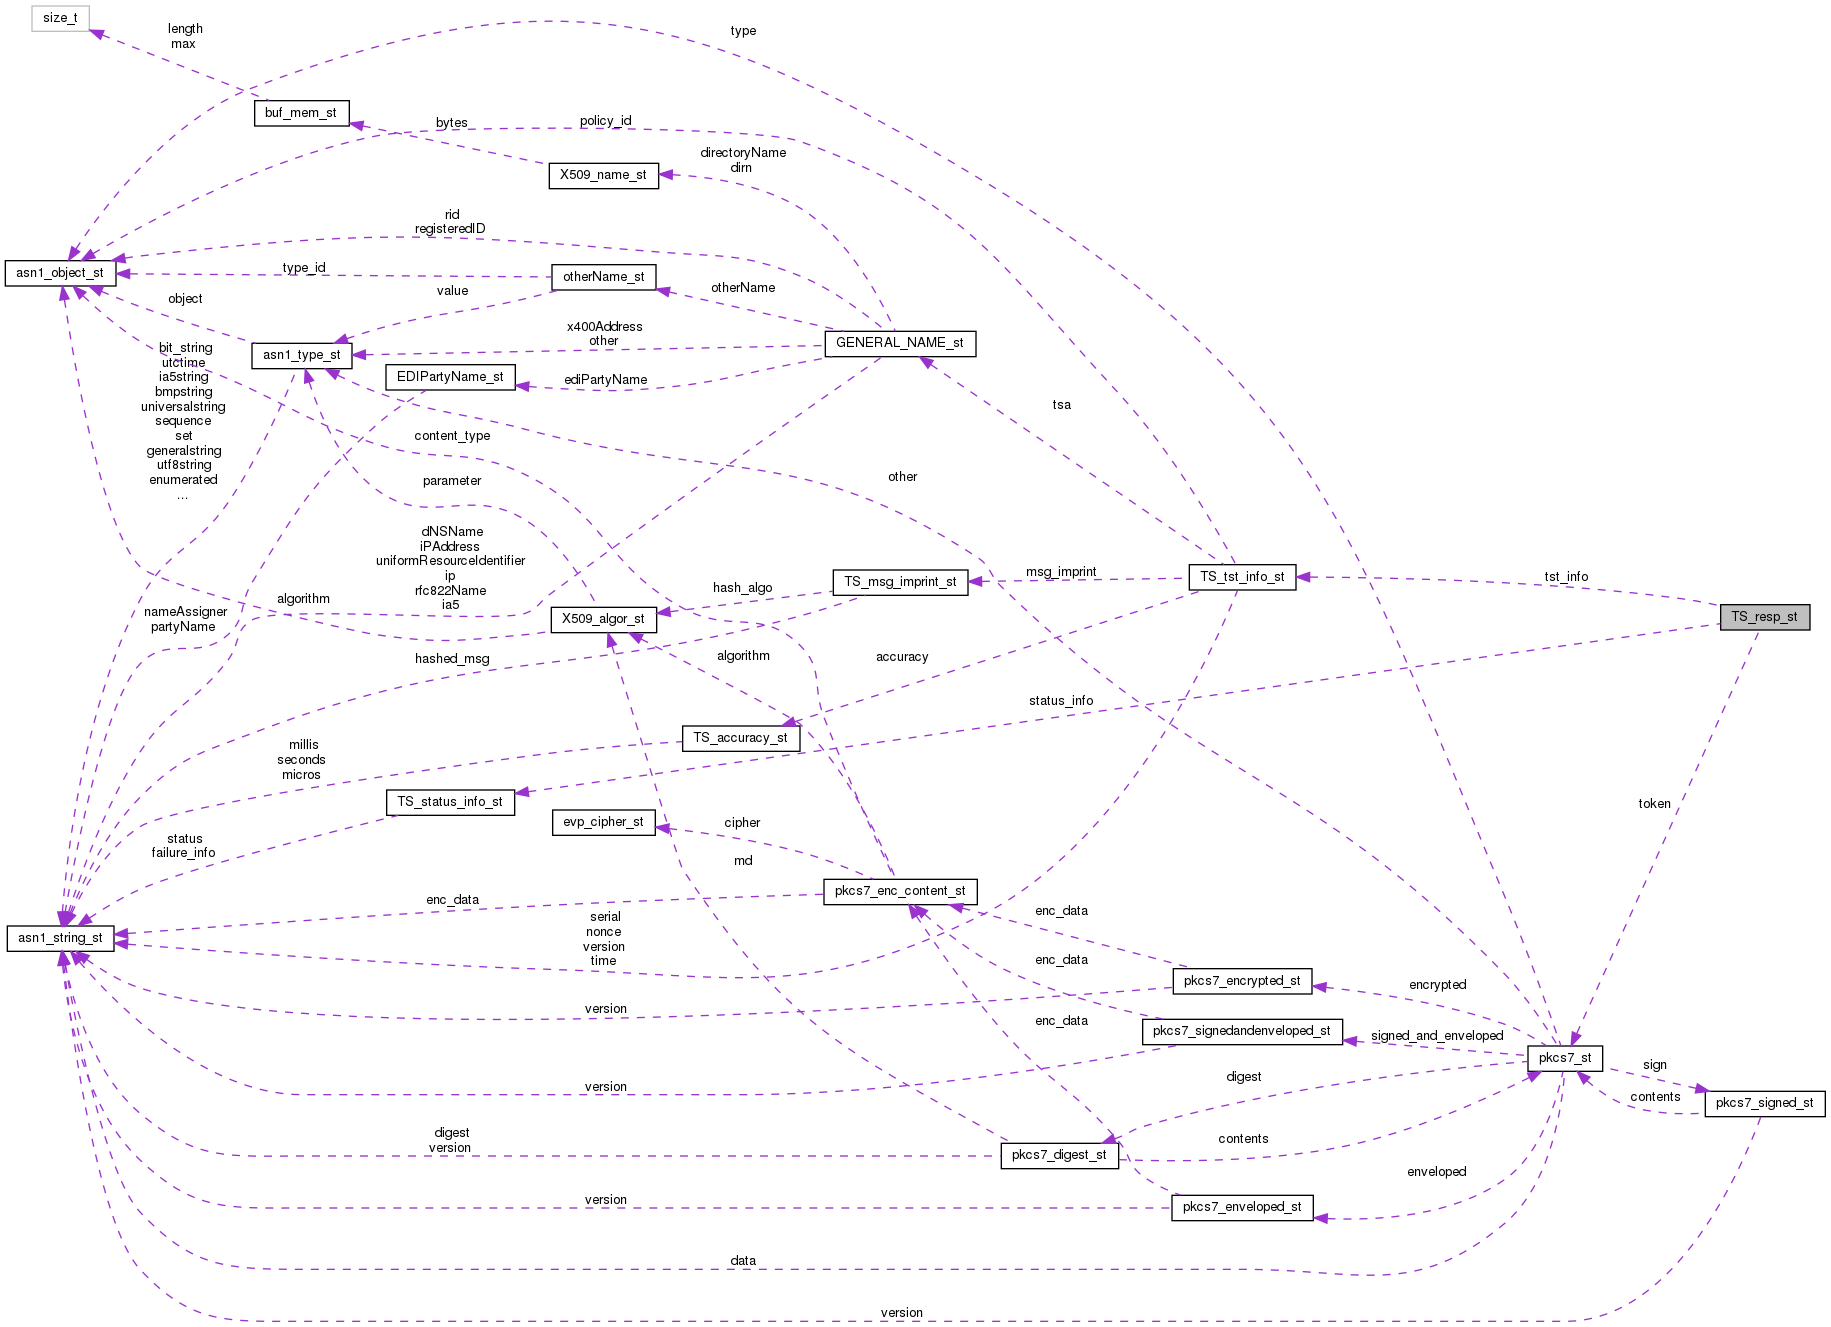 size_t
length
max
type
buf_mem_st
bytes
policy_id
directoryName
dirn
X509_name_st
rid
registeredID
asn1_object_st
type_id
otherName_st
otherName
value
object
x400Address
other
GENERAL_NAME_st
asn1_type_st
EDIPartyName_st
ediPartyName
bit_string
utctime
ia5string
bmpstring
universalstring
sequence
set
generalstring
utf8string
enumerated
...
tsa
content_type
parameter
other
dNSName
iPAddress
uniformResourceIdentifier
ip
rfc822Name
ia5
TS_msg_imprint_st
msg_imprint
TS_tst_info_st
tst_info
TS_resp_st
hash_algo
algorithm
nameAssigner
partyName
X509_algor_st
hashed_msg
algorithm
accuracy
status_info
TS_accuracy_st
millis
seconds
micros
TS_status_info_st
evp_cipher_st
cipher
token
status
failure_info
md
pkcs7_enc_content_st
enc_data
enc_data
asn1_string_st
serial
nonce
version
time
enc_data
pkcs7_encrypted_st
encrypted
version
enc_data
pkcs7_signedandenveloped_st
signed_and_enveloped
pkcs7_st
sign
version
digest
contents
pkcs7_signed_st
digest
version
pkcs7_digest_st
contents
enveloped
version
pkcs7_enveloped_st
data
version